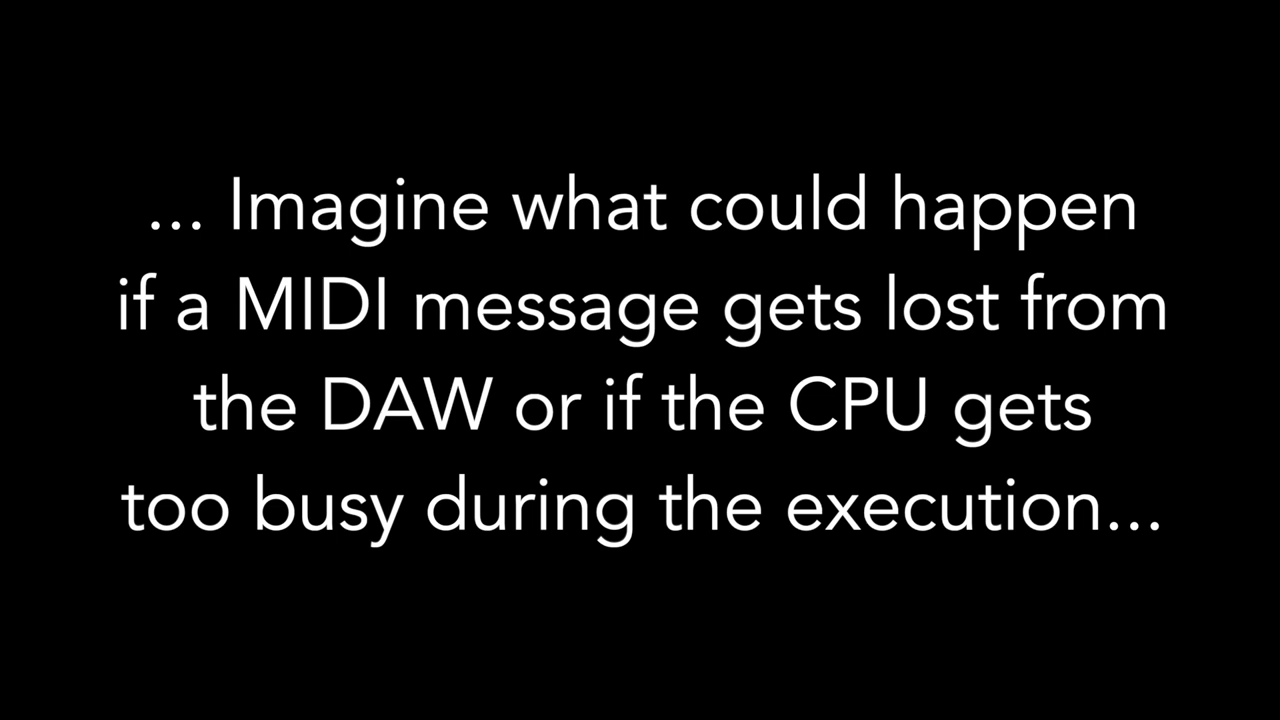 ... Imagine what could happen
if a MIDI message gets lost from
the DAW or if the CPU gets
too busy during the execution...